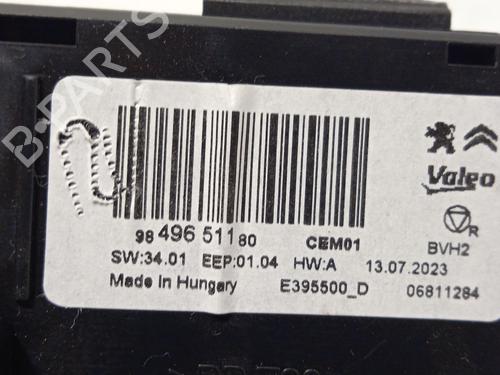 B-PARTS
Valeo
R
98 496 511 80 CEM01 BVH2
SW:34.01 EEP:01.04 HW:A 13.07.2023
Made In Hungary E395500_D 06811284